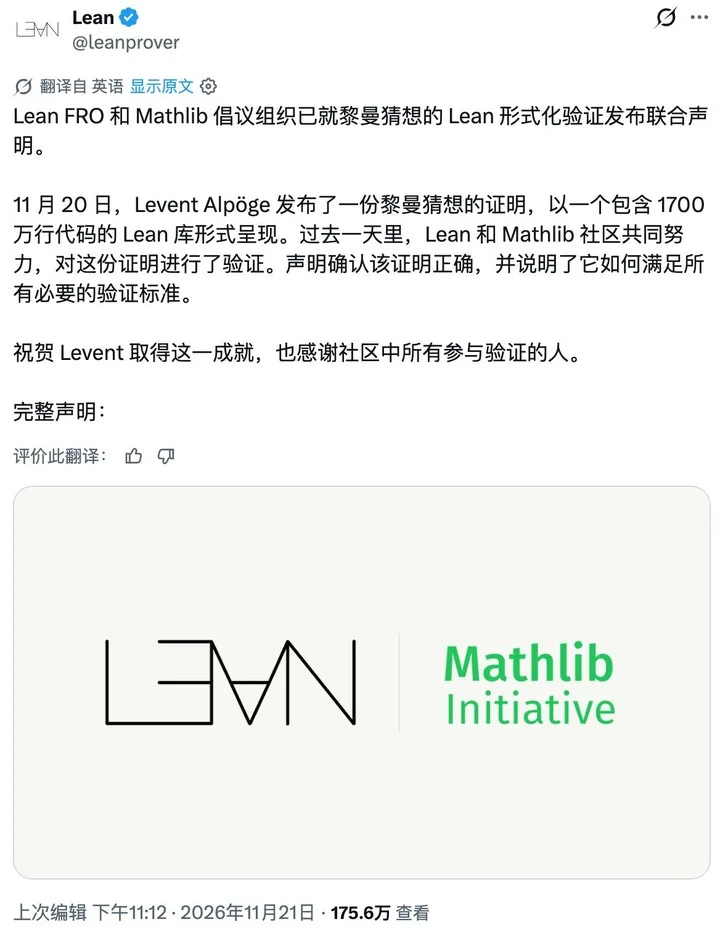 LEAN
Lean
@leanprover
翻译自 英语 显示原文
Lean FRO 和 Mathlib 倡议组织已就黎曼猜想的 Lean 形式化验证发布联合声
明。
11 月 20 日，Levent Alpöge 发布了一份黎曼猜想的证明，以一个包含 1700
万行代码的 Lean 库形式呈现。过去一天里，Lean 和 Mathlib 社区共同努
力，对这份证明进行了验证。声明确认该证明正确，并说明了它如何满足所
有必要的验证标准。
祝贺 Levent 取得这一成就，也感谢社区中所有参与验证的人。
完整声明：
评价此翻译：
LEAN
Mathlib
Initiative
上次编辑 下午11:12 · 2026年11月21日 · 175.6万 查看